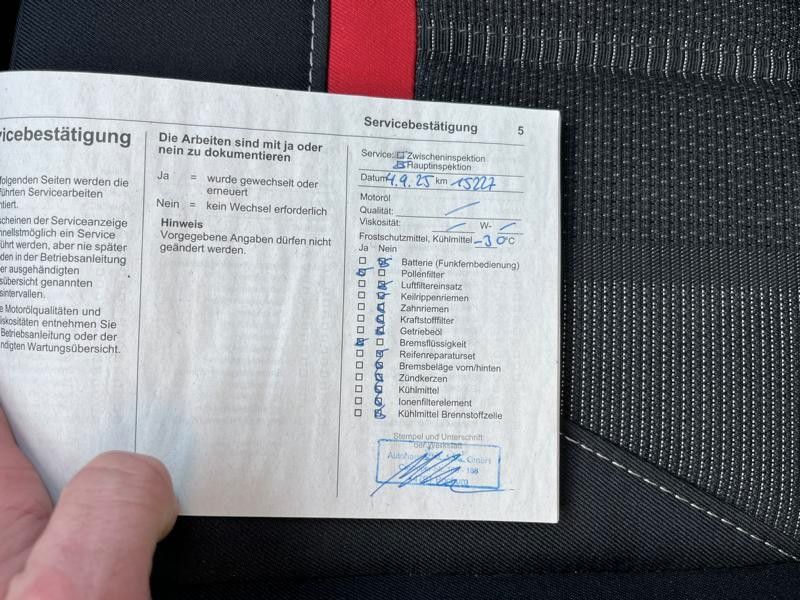 Servicebestätigung 5
vicebestätigung
folgenden Seiten werden die
führten Servicearbeiten
ntiert.
scheinen der Serviceanzeige
hnellstmöglich ein Service
ührt werden, aber nie später
den in der Betriebsanleitung
er ausgehändigten
sübersicht genannten
sintervallen.
e Motorölqualitäten und
iskositäten entnehmen Sie
Betriebsanleitung oder der
ndigten Wartungsübersicht.
Die Arbeiten sind mit ja oder
nein zu dokumentieren
Ja = wurde gewechselt oder
erneuert
Nein = kein Wechsel erforderlich
Hinweis
Vorgegebene Angaben dürfen nicht
geändert werden.
Service: Zwischeninspektion
Hauptinspektion
Datum 4.9.25 km 15227
Motoröl
Qualität:
Viskosität: W-
Frostschutzmittel, Kühlmittel -30°C
Ja Nein
Batterie (Funkfernbedienung)
Pollenfilter
Luftfiltereinsatz
Keilrippenriemen
Zahnriemen
Kraftstofffilter
Getriebeöl
Bremsflüssigkeit
Reifenreparaturset
Bremsbeläge vorn/hinten
Zündkerzen
Kühlmittel
Ionenfilterelement
Kühlmittel Brennstoffzelle
Stempel und Unterschrift
der Werkstatt
GmbH